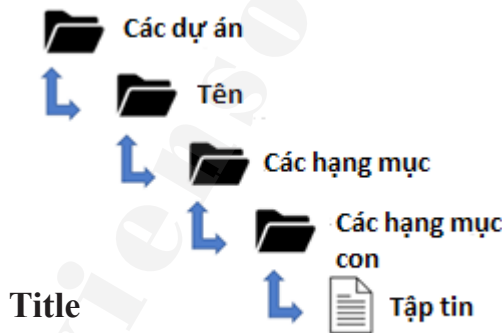 Các dự án
Tên
Các hạng mục
Các hạng mục
con
Title
Tập tin